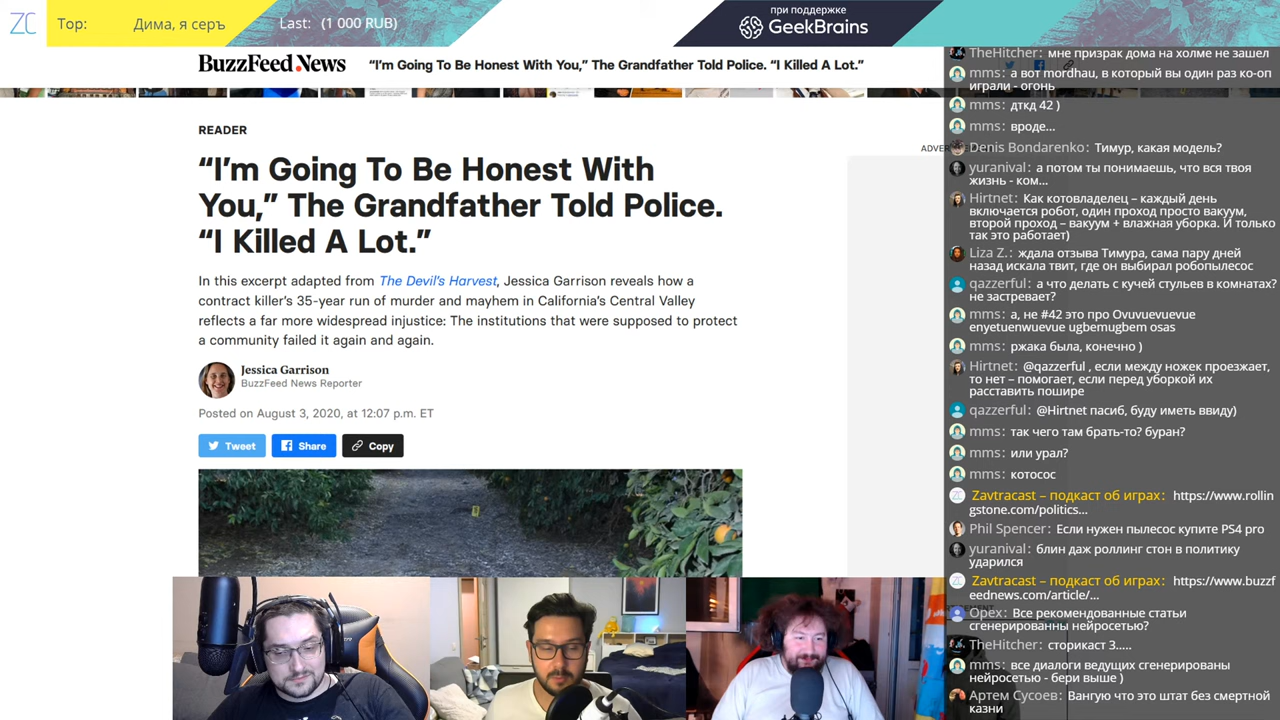 ZC
Top:
Дима, я серъ
Last:
(1 000 RUB)
при поддержке
GeekBrains
BuzzFeed News
“I’m Going To Be Honest With You,” The Grandfather Told Police. “I Killed A Lot.”
READER
“I’m Going To Be Honest With
You,” The Grandfather Told Police.
“I Killed A Lot.”
In this excerpt adapted from The Devil’s Harvest, Jessica Garrison reveals how a
contract killer’s 35-year run of murder and mayhem in California’s Central Valley
reflects a far more widespread injustice: The institutions that were supposed to protect
a community failed it again and again.
Jessica Garrison
BuzzFeed News Reporter
Posted on August 3, 2020, at 12:07 p.m. ET
Tweet
Share
Copy
TheHitcher: мне призрак дома на холме не зашел
mms: а вот mordhau, в который вы один раз ко-оп
играли - огонь
mms: дткд 42 )
mms: вроде...
Denis Bondarenko: Тимур, какая модель?
yuranival: а потом ты понимаешь, что вся твоя
жизнь - ком...
Hirtnet: Как котовладелец – каждый день
включается робот, один проход просто вакуум,
второй проход – вакуум + влажная уборка. И только
так это работает)
Liza Z.: ждала отзыва Тимура, сама пару дней
назад искала твит, где он выбирал робопылесос
qazzerful: а что делать с кучей стульев в комнатах?
не застревает?
mms: а, не #42 это про Ovuvuevuevue
enyetuenwuevue ugbemugbem osas
mms: ржака была, конечно )
Hirtnet: @qazzerful , если между ножек проезжает,
то нет – помогает, если перед уборкой их
расставить пошире
qazzerful: @Hirtnet пасиб, буду иметь ввиду)
mms: так чего там брать-то? буран?
mms: или урал?
mms: котосос
Zavtracast – подкаст об играх: https://www.rollin
gstone.com/politics...
Phil Spencer: Если нужен пылесос купите PS4 pro
yuranival: блин даж роллинг стон в политику
ударился
Zavtracast – подкаст об играх: https://www.buzzf
eednews.com/article/...
Орех: Все рекомендованные статьи
сгенерированны нейросетью?
TheHitcher: сторикаст 3.....
mms: все диалоги ведущих сгенерированы
нейросетью - бери выше )
Артем Сусоев: Вангую что это штат без смертной
казни